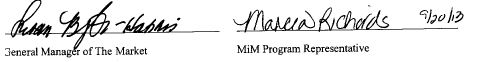 Marcia Richards 9/20/13
General Manager of The Market MiM Program Representative